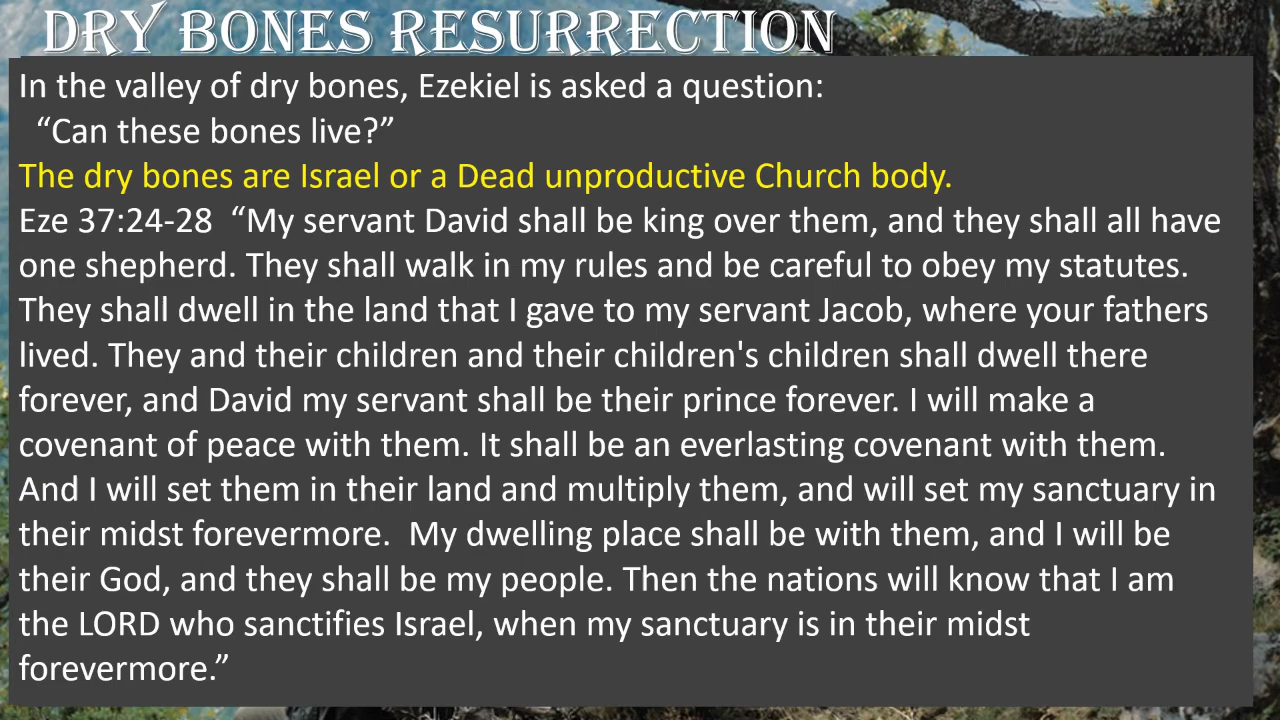 DRY BONES RESURRECTION
In the valley of dry bones, Ezekiel is asked a question:
“Can these bones live?”
The dry bones are Israel or a Dead unproductive Church body.
Eze 37:24-28  “My servant David shall be king over them, and they shall all have
one shepherd. They shall walk in my rules and be careful to obey my statutes.
They shall dwell in the land that I gave to my servant Jacob, where your fathers
lived. They and their children and their children's children shall dwell there
forever, and David my servant shall be their prince forever. I will make a
covenant of peace with them. It shall be an everlasting covenant with them.
And I will set them in their land and multiply them, and will set my sanctuary in
their midst forevermore.  My dwelling place shall be with them, and I will be
their God, and they shall be my people. Then the nations will know that I am
the LORD who sanctifies Israel, when my sanctuary is in their midst
forevermore.”